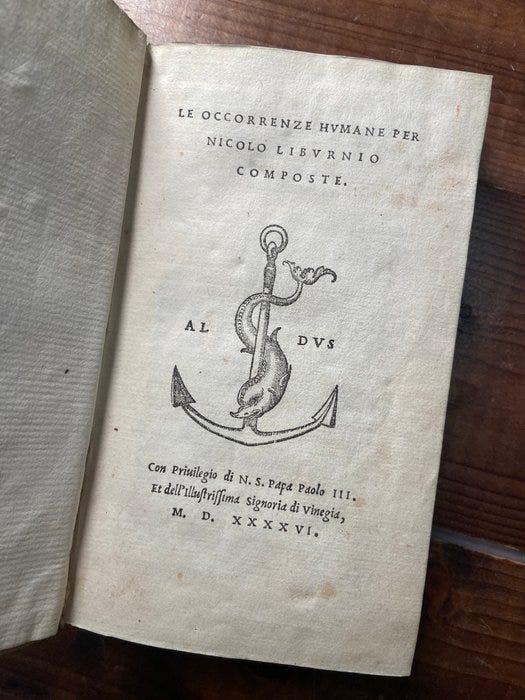 LE OCCORRENZE HVMANE PER
NICOLO LIBVRNIO
COMPOSTE.
AL DVS
Con Priuilegio di N. S. Papa Paolo III.
Et dell'Illustrissima Signoria di Vinegia,
M. D. XXXXVI.